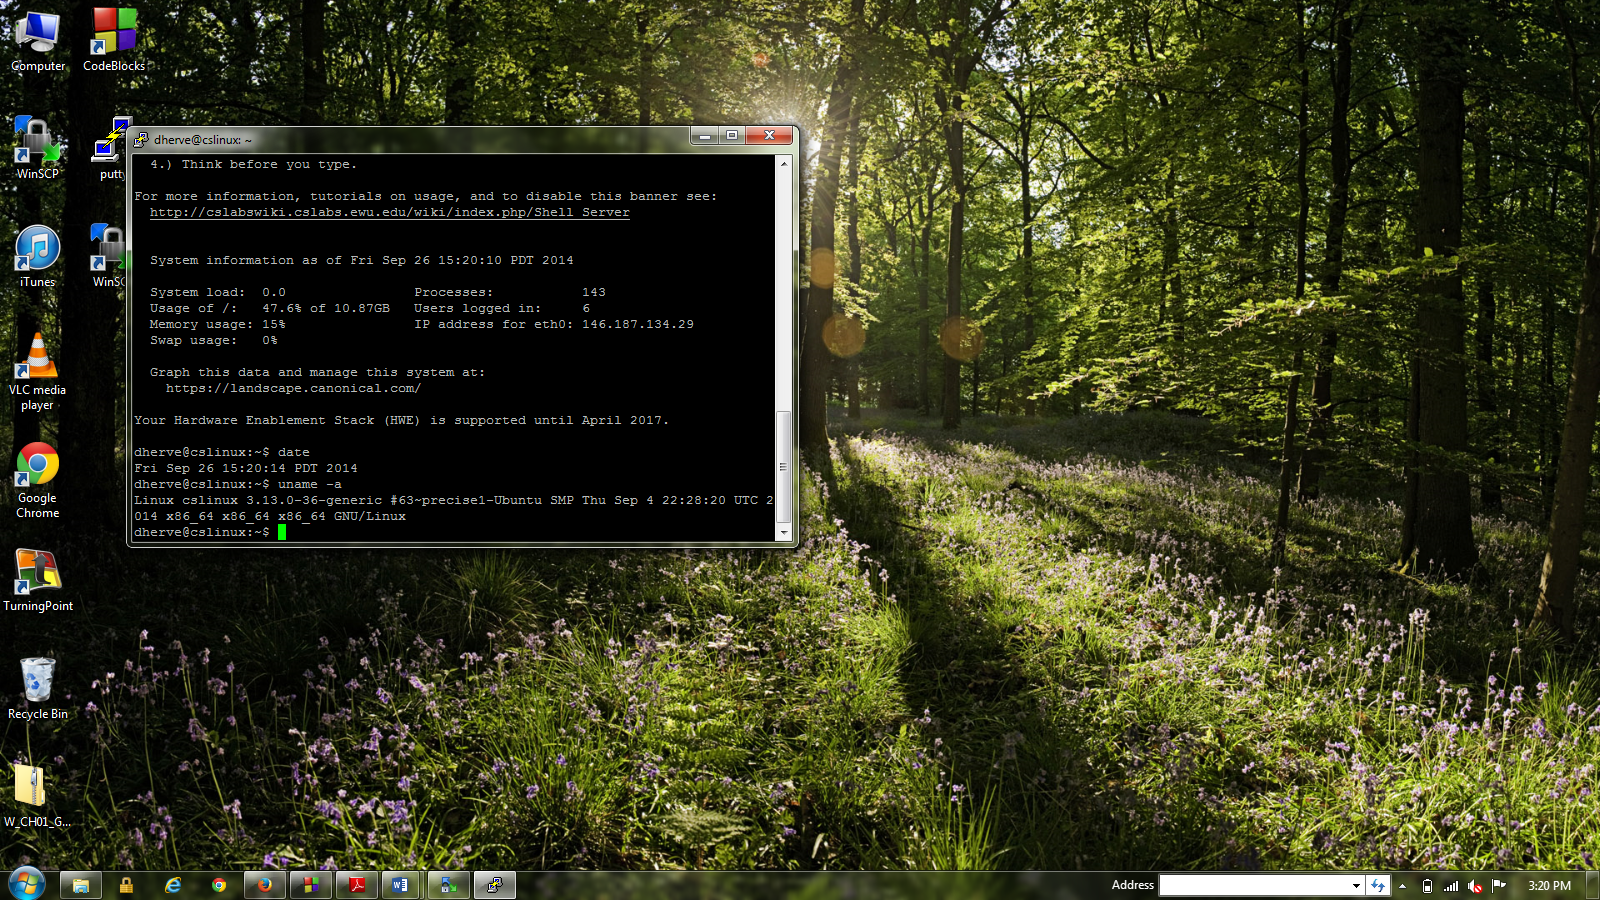 Computer
CodeBlocks
WinSCP
putty
iTunes
VLC media
player
Google
Chrome
TurningPoint
Recycle Bin
W_CH01_G...
dherve@cslinux: ~
4.) Think before you type.
For more information, tutorials on usage, and to disable this banner see:
http://cslabswiki.cslabs.ewu.edu/wiki/index.php/Shell_Server
System information as of Fri Sep 26 15:20:10 PDT 2014
System load: 0.0 Processes: 143
Usage of /: 47.6% of 10.87GB Users logged in: 6
Memory usage: 15% IP address for eth0: 146.187.134.29
Swap usage: 0%
Graph this data and manage this system at:
https://landscape.canonical.com/
Your Hardware Enablement Stack (HWE) is supported until April 2017.
dherve@cslinux:~$ date
Fri Sep 26 15:20:14 PDT 2014
dherve@cslinux:~$ uname -a
Linux cslinux 3.13.0-36-generic #63~precise1-Ubuntu SMP Thu Sep 4 22:28:20 UTC 2
014 x86_64 x86_64 x86_64 GNU/Linux
dherve@cslinux:~$
Address
3:20 PM